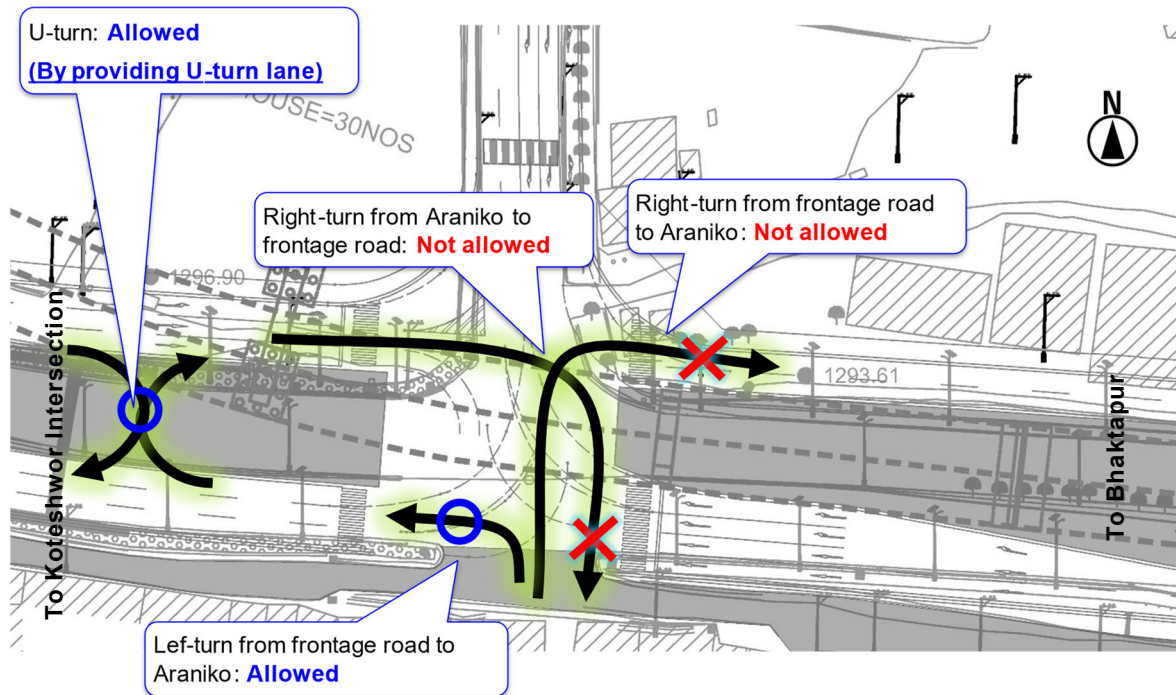 U-turn: Allowed
(By providing U-turn lane)
HOUSE=30NOS
N
Right-turn from Araniko to
frontage road: Not allowed
Right-turn from frontage road
to Araniko: Not allowed
1296.90
1293.61
To Koteshwor Intersection
To Bhaktapur
Lef-turn from frontage road to
Araniko: Allowed